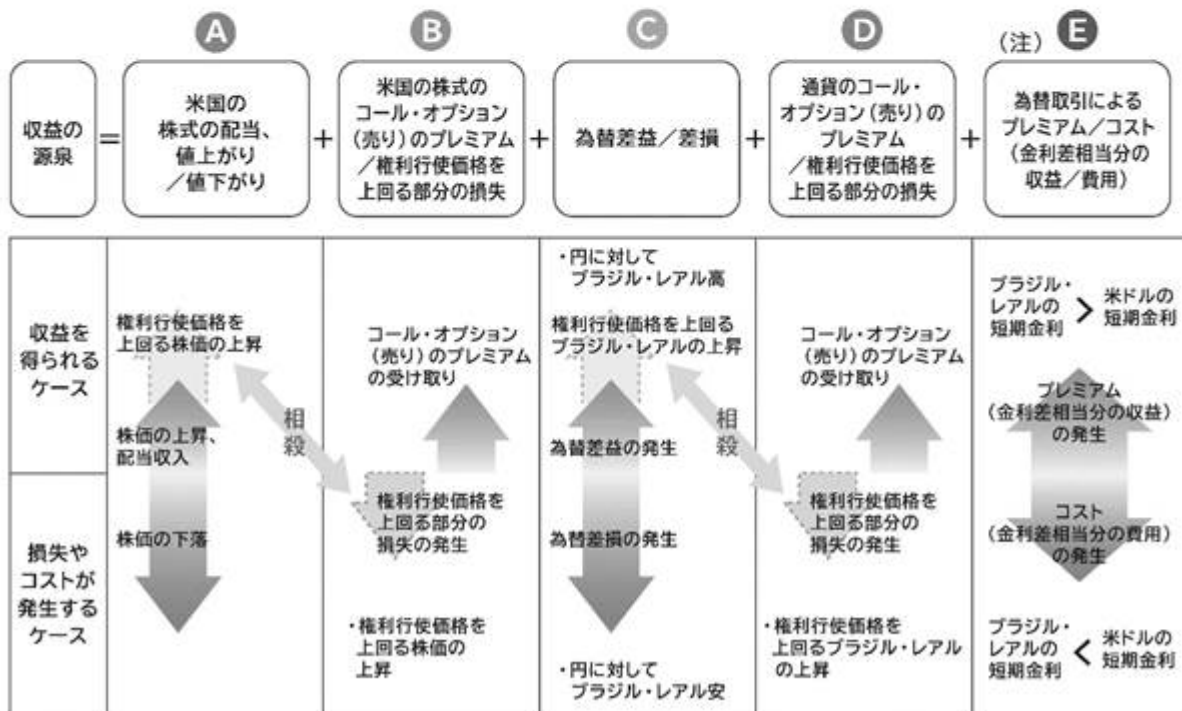 A
B
C
D
(注) E
収益の
源泉
=
米国の
株式の配当、
値上がり
/値下がり
+
米国の株式の
コール・オプション
(売り)のプレミアム
/権利行使価格を
上回る部分の損失
+
為替差益/差損
+
通貨のコール・
オプション(売り)の
プレミアム
/権利行使価格を
上回る部分の損失
+
為替取引による
プレミアム/コスト
(金利差相当分の
収益/費用)
収益を
得られる
ケース
権利行使価格を
上回る株価の上昇
株価の上昇、
配当収入
相殺
コール・オプション
(売り)のプレミアム
の受け取り
・円に対して
ブラジル・レアル高
権利行使価格を上回る
ブラジル・レアルの上昇
為替差益の発生
相殺
コール・オプション
(売り)のプレミアム
の受け取り
ブラジル・
レアルの
短期金利
>
米ドルの
短期金利
プレミアム
(金利差相当分の収益)
の発生
損失や
コストが
発生する
ケース
株価の下落
権利行使価格を
上回る部分の
損失の発生
・権利行使価格を
上回る株価の
上昇
為替差損の発生
・円に対して
ブラジル・レアル安
権利行使価格を
上回る部分の
損失の発生
・権利行使価格を
上回るブラジル・レアル
の上昇
コスト
(金利差相当分の費用)
の発生
ブラジル・
レアルの
短期金利
<
米ドルの
短期金利